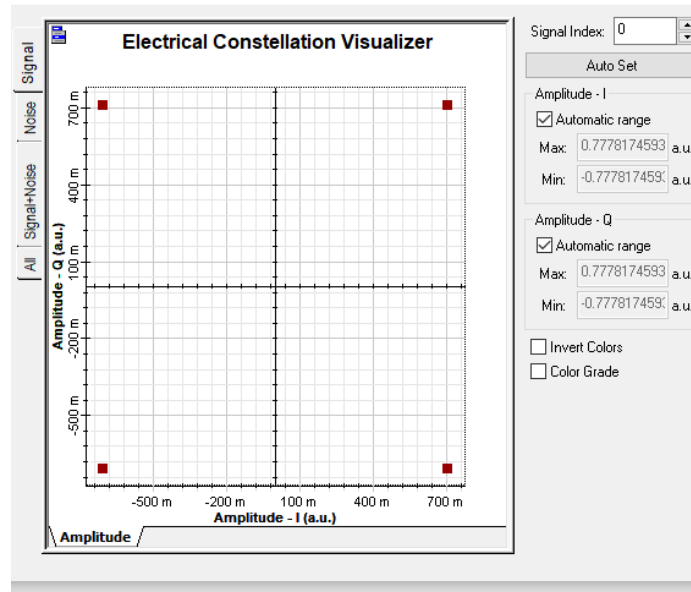 Electrical Constellation Visualizer
Signal
Noise
Signal+Noise
All
Amplitude - Q (a.u.)
700 m
400 m
100 m
-200 m
-500 m
-500 m
-200 m
100 m
400 m
700 m
Amplitude - I (a.u.)
Amplitude
Signal Index: 0
Auto Set
Amplitude - I
Automatic range
Max: 0.7778174593 a.u
Min: -0.777817459 a.u
Amplitude - Q
Automatic range
Max: 0.7778174593 a.u
Min: -0.777817459 a.u
Invert Colors
Color Grade